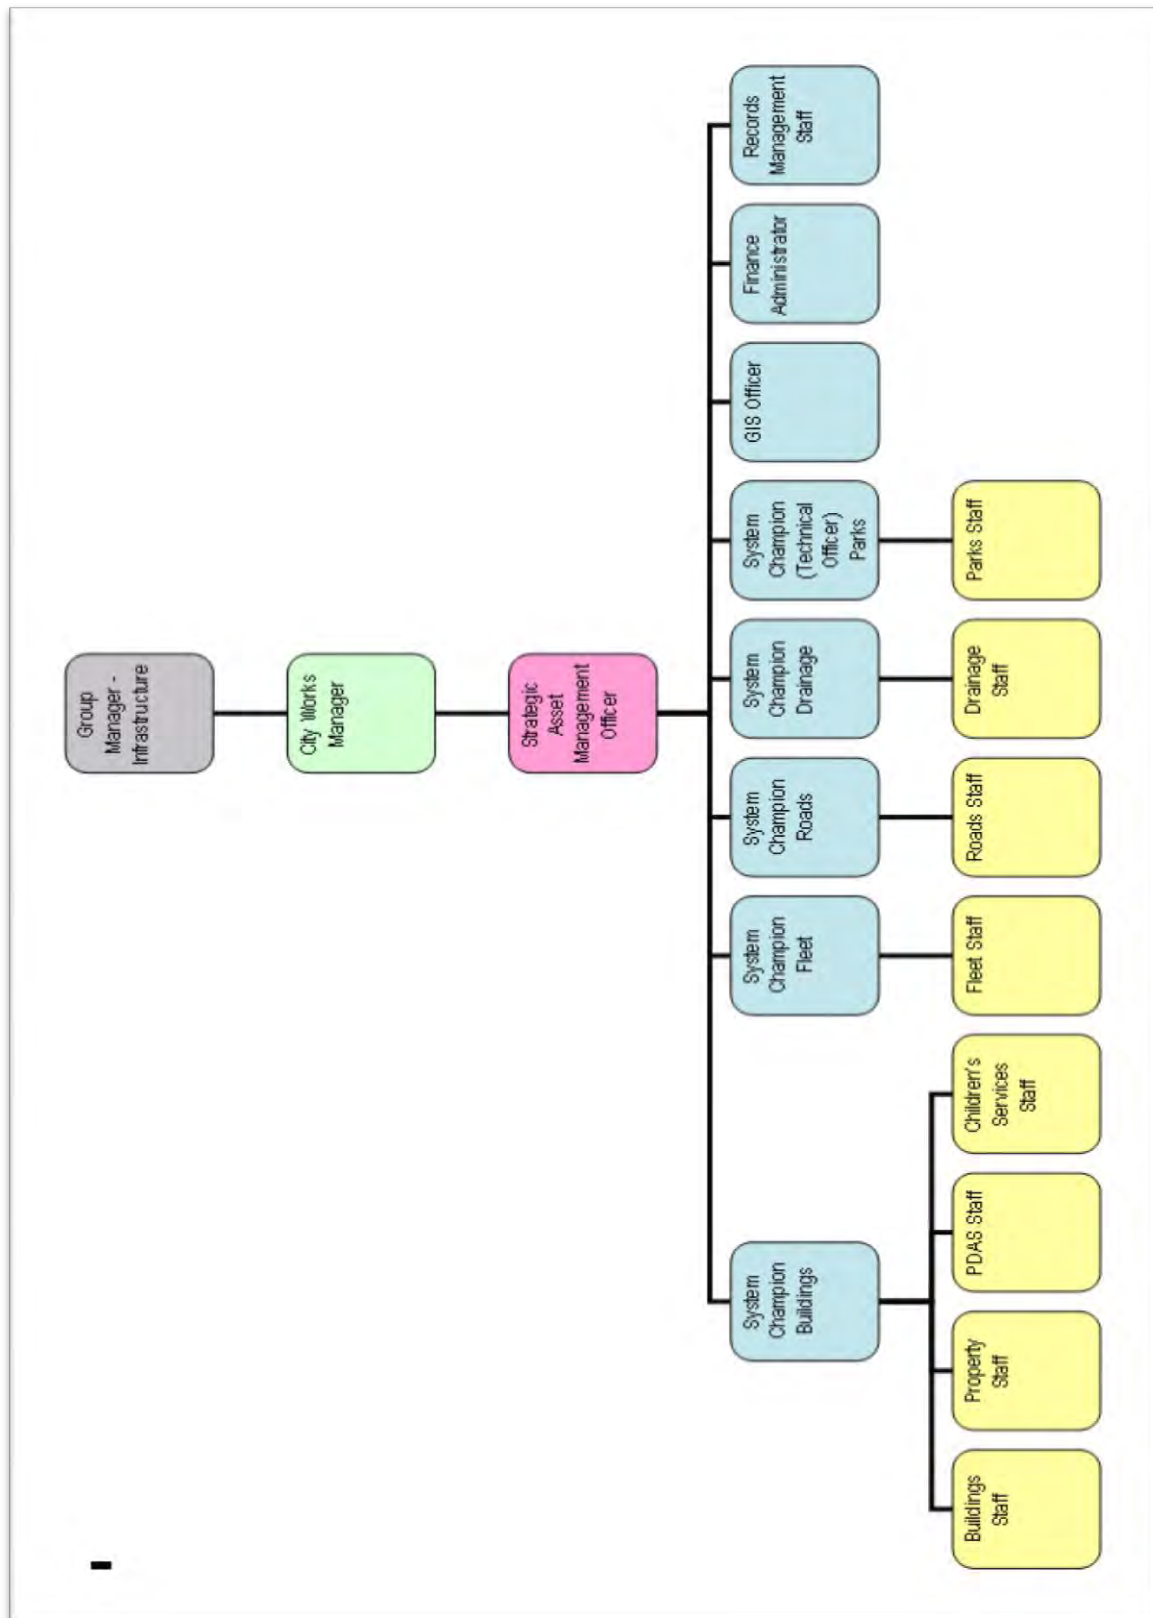 Group
Manager -
Infrastructure
City Works
Manager
Strategic
Asset
Management
Officer
System
Champion
Buildings
System
Champion
Fleet
System
Champion
Roads
System
Champion
Drainage
System
Champion
(Technical
Officer)
Parks
GIS Officer
Finance
Administrator
Records
Management
Staff
Buildings
Staff
Property
Staff
PDAS Staff
Children's
Services
Staff
Fleet Staff
Roads Staff
Drainage
Staff
Parks Staff